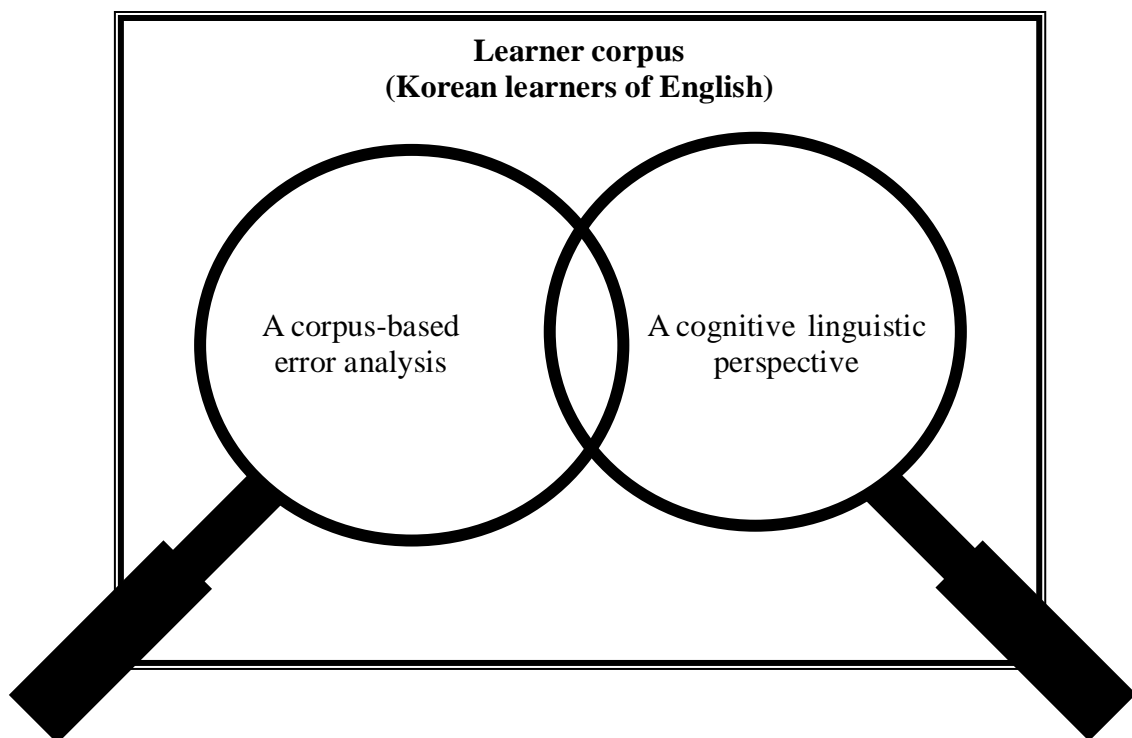 Learner corpus
(Korean learners of English)
A corpus-based
error analysis
A cognitive linguistic
perspective